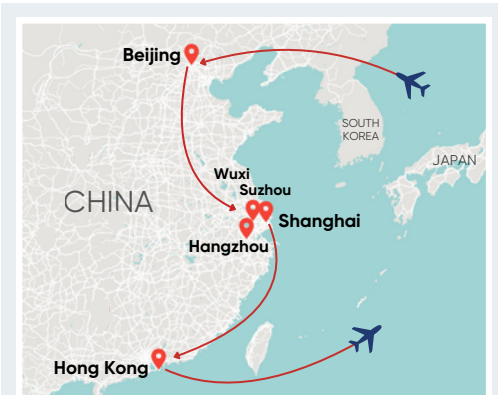 Beijing
SOUTH
KOREA
JAPAN
Wuxi
Suzhou
CHINA
Shanghai
Hangzhou
Hong Kong